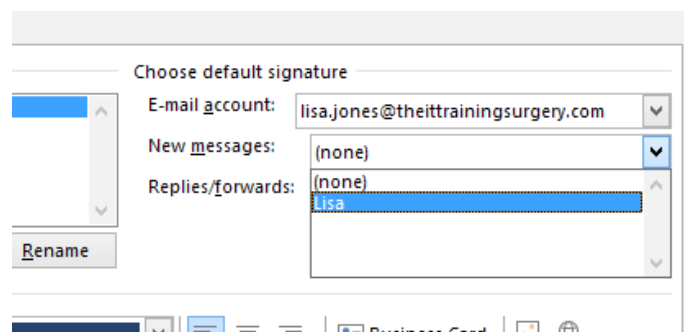 Choose default signature
E-mail account: lisa.jones@theittrainingsurgery.com
New messages: (none)
Replies/forwards: (none)
Lisa
Rename
Business Card